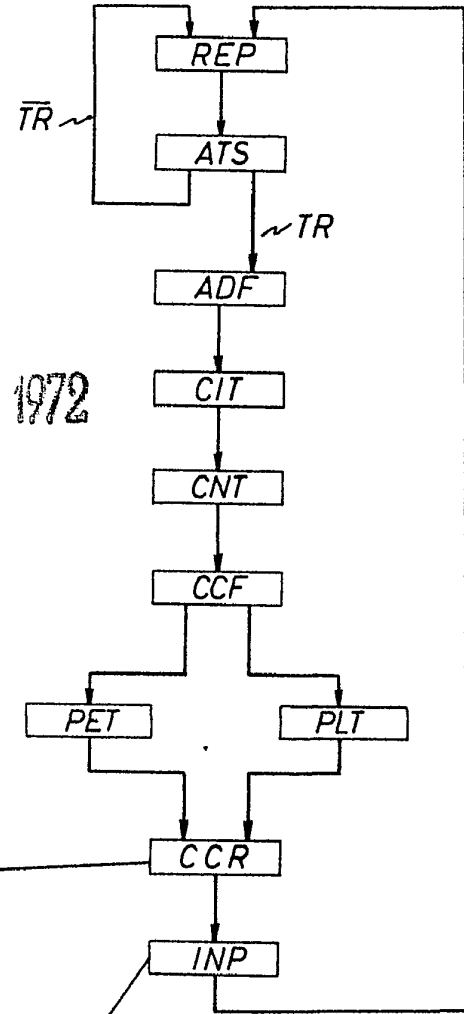 REP
T̅R̅
ATS
TR
ADF
1972
CIT
CNT
CCF
PET PLT
CCR
INP